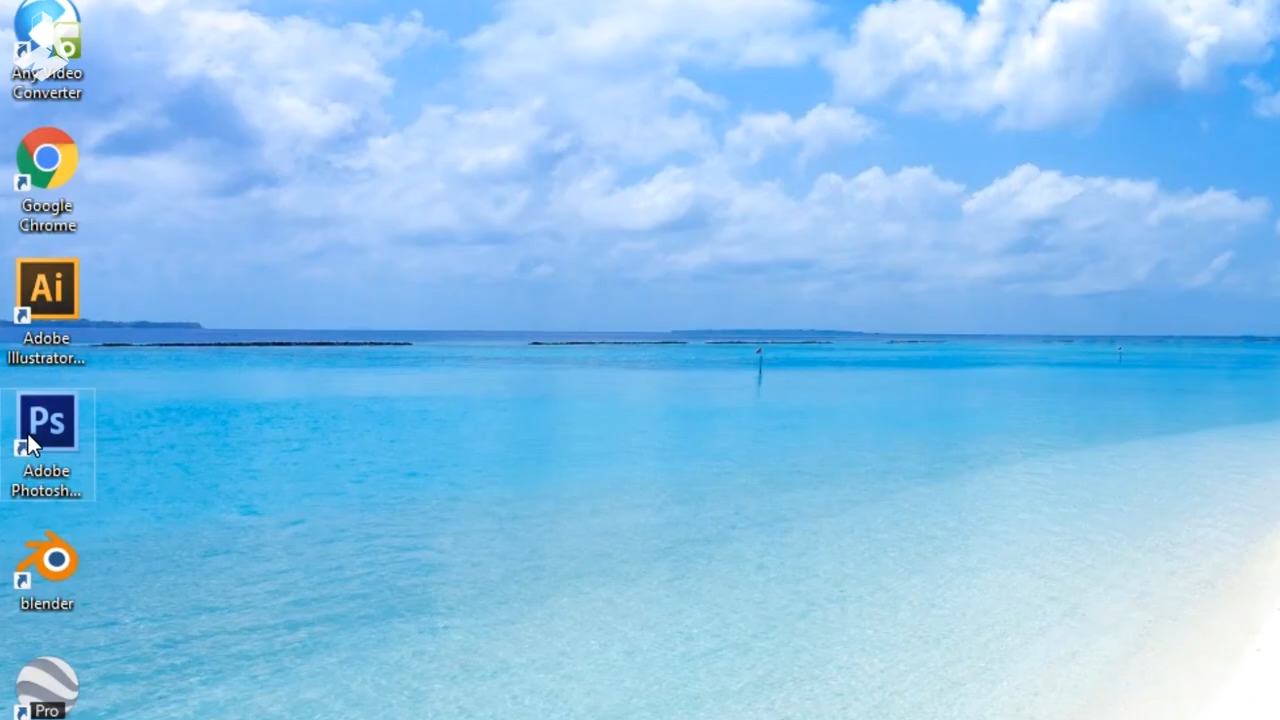 Any Video
Converter
Google
Chrome
Ai
Adobe
Illustrator...
Ps
Adobe
Photosh...
blender
Pro